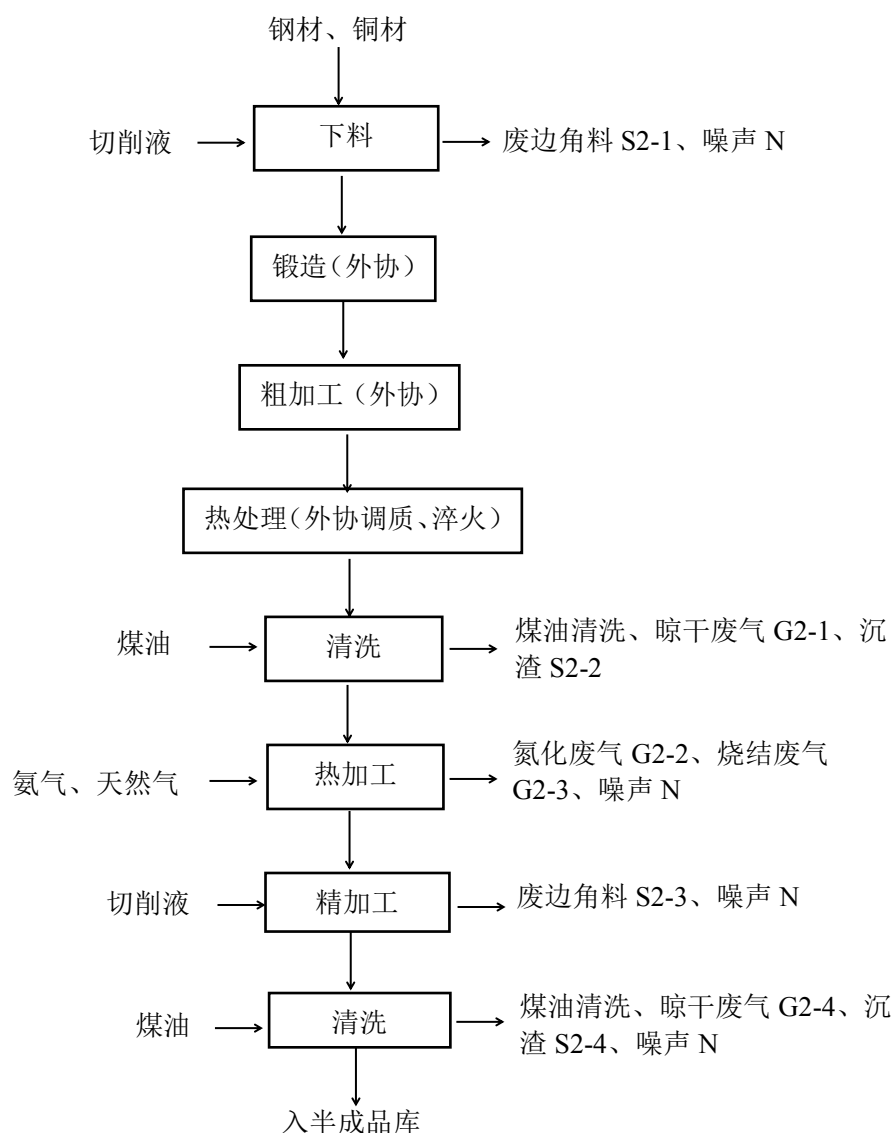 钢材、铜材
切削液
下料
废边角料 S2-1、噪声 N
锻造（外协）
粗加工（外协）
热处理（外协调质、淬火）
煤油
清洗
煤油清洗、晾干废气 G2-1、沉
渣 S2-2
氨气、天然气
热加工
氮化废气 G2-2、烧结废气
G2-3、噪声 N
切削液
精加工
废边角料 S2-3、噪声 N
煤油
清洗
煤油清洗、晾干废气 G2-4、沉
渣 S2-4、噪声 N
入半成品库